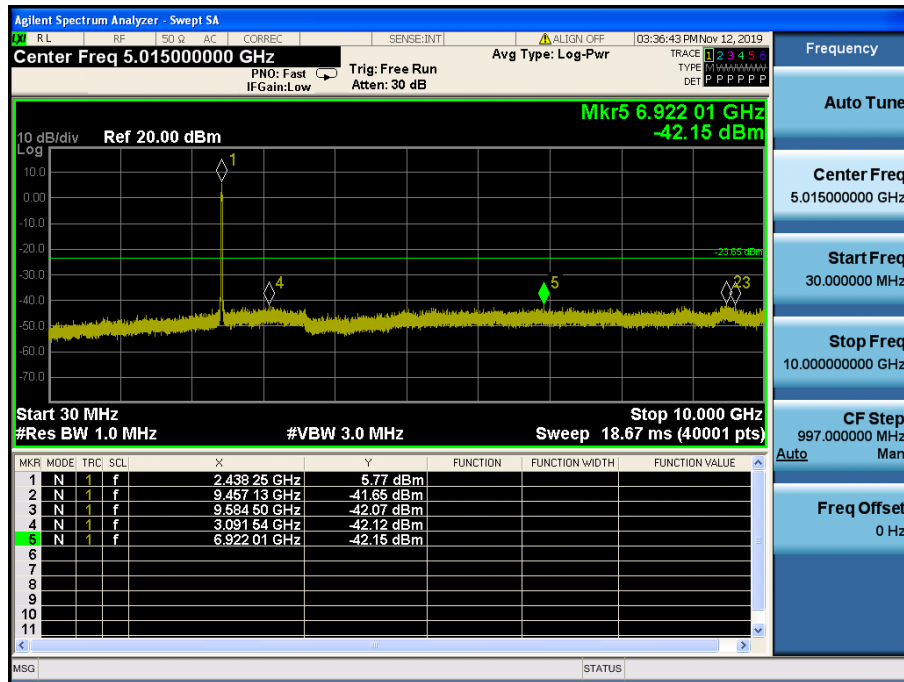 Agilent Spectrum Analyzer - Swept SA
LXI RL RF 50 Ω AC CORREC SENSE:INT ALIGN OFF 03:36:43 PM Nov 12, 2019
Center Freq 5.015000000 GHz
PNO: Fast
IFGain:Low
Trig: Free Run
Atten: 30 dB
Avg Type: Log-Pwr
TRACE 1 2 3 4 5 6
TYPE M WWWWW
DET P P P P P P
Mkr5 6.922 01 GHz
-42.15 dBm
10 dB/div Ref 20.00 dBm
Log
10.0
0.00
-10.0
-20.0
-30.0
-40.0
-50.0
-60.0
-70.0
1
4
5
23
-23.65 dBm
Start 30 MHz
Stop 10.000 GHz
#Res BW 1.0 MHz #VBW 3.0 MHz Sweep 18.67 ms (40001 pts)
MKR MODE TRC SCL X Y FUNCTION FUNCTION WIDTH FUNCTION VALUE
1 N 1 f 2.438 25 GHz 5.77 dBm
2 N 1 f 9.457 13 GHz -41.65 dBm
3 N 1 f 9.584 50 GHz -42.07 dBm
4 N 1 f 3.091 54 GHz -42.12 dBm
5 N 1 f 6.922 01 GHz -42.15 dBm
6
7
8
9
10
11
MSG STATUS
Frequency
Auto Tune
Center Freq
5.015000000 GHz
Start Freq
30.000000 MHz
Stop Freq
10.000000000 GHz
CF Step
997.000000 MHz
Auto Man
Freq Offset
0 Hz